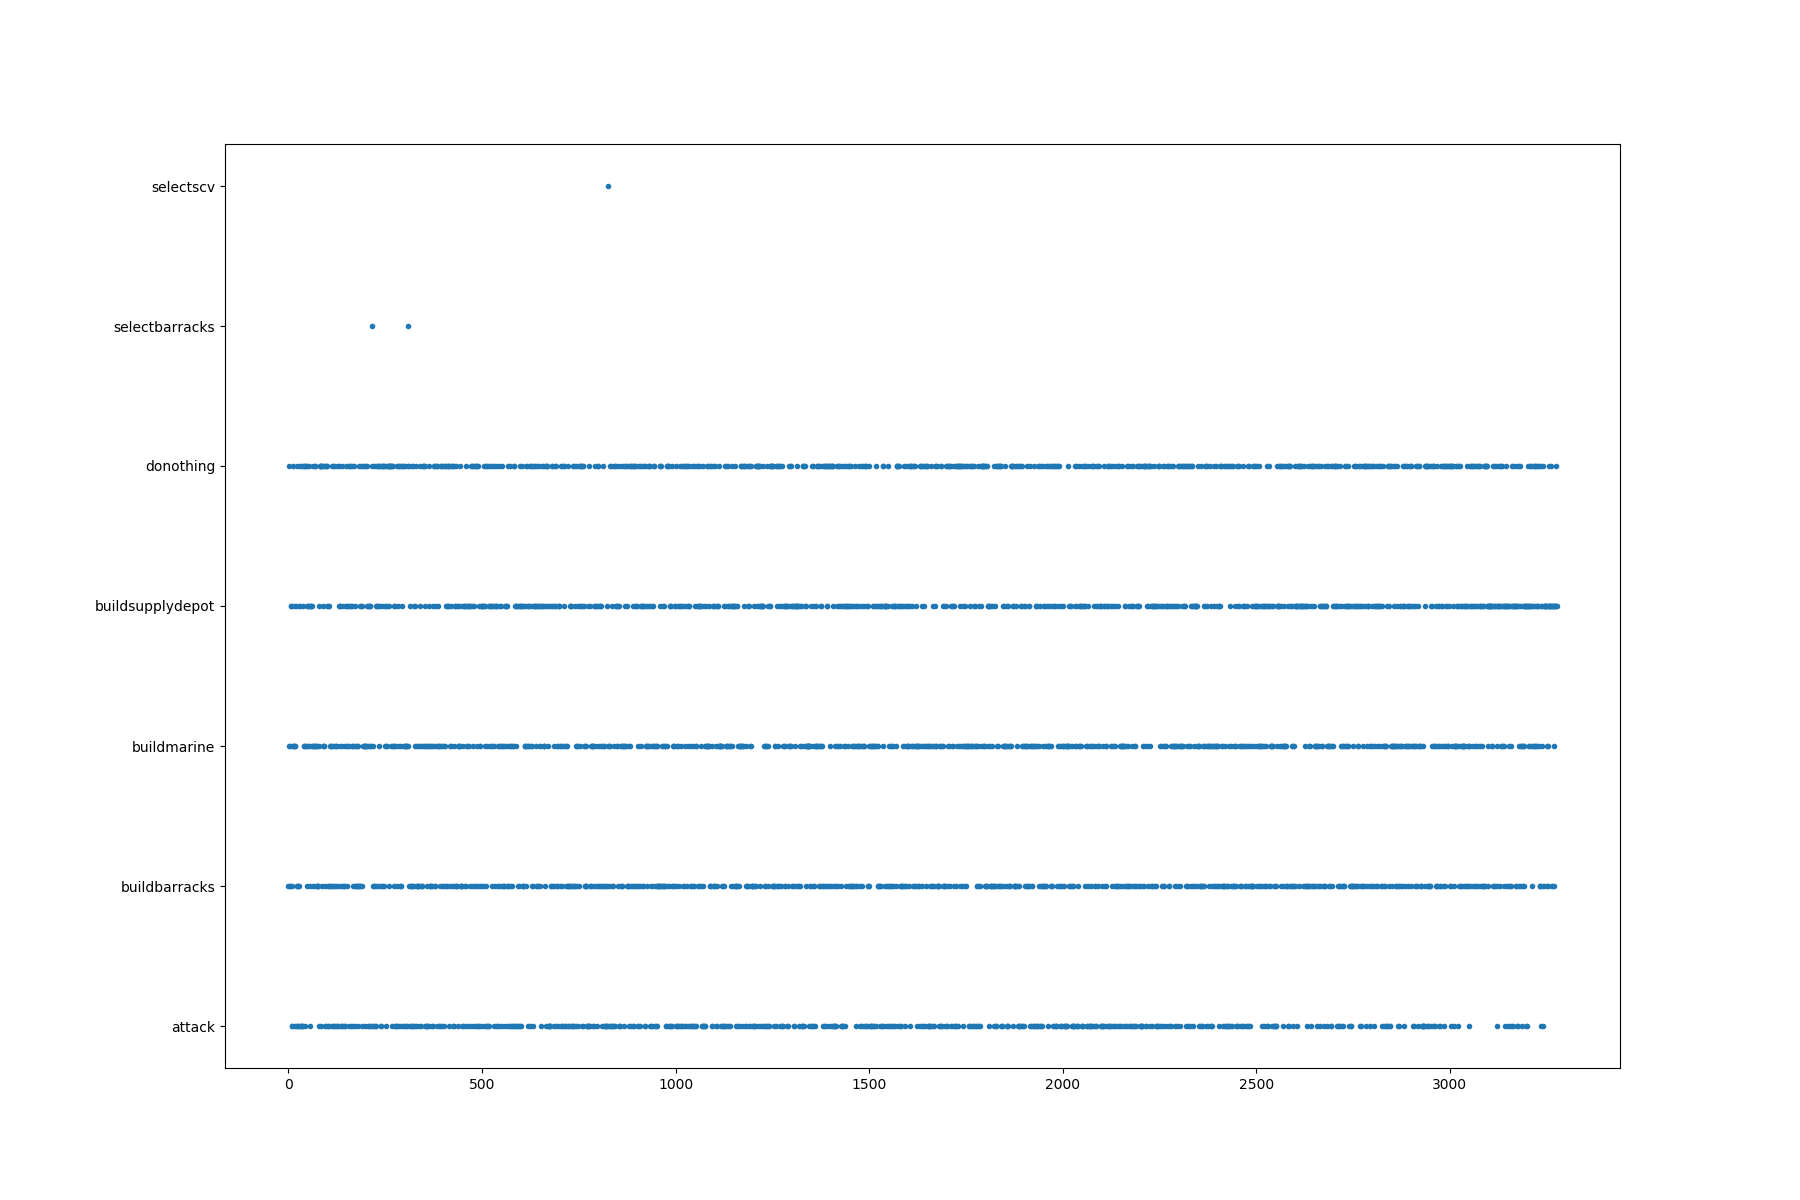 selectscv
selectbarracks
donothing
buildsupplydepot
buildmarine
buildbarracks
attack
0 500 1000 1500 2000 2500 3000